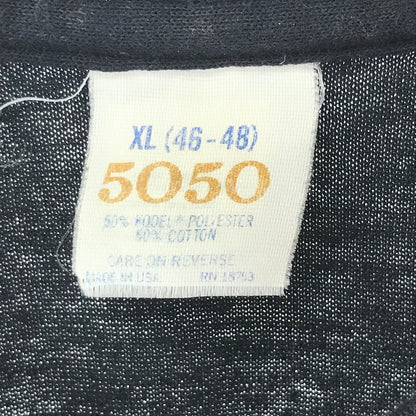 XL (46-48)
5050
50% KODEL® POLYESTER
50% COTTON
CARE ON REVERSE
MADE IN USA RN 18753